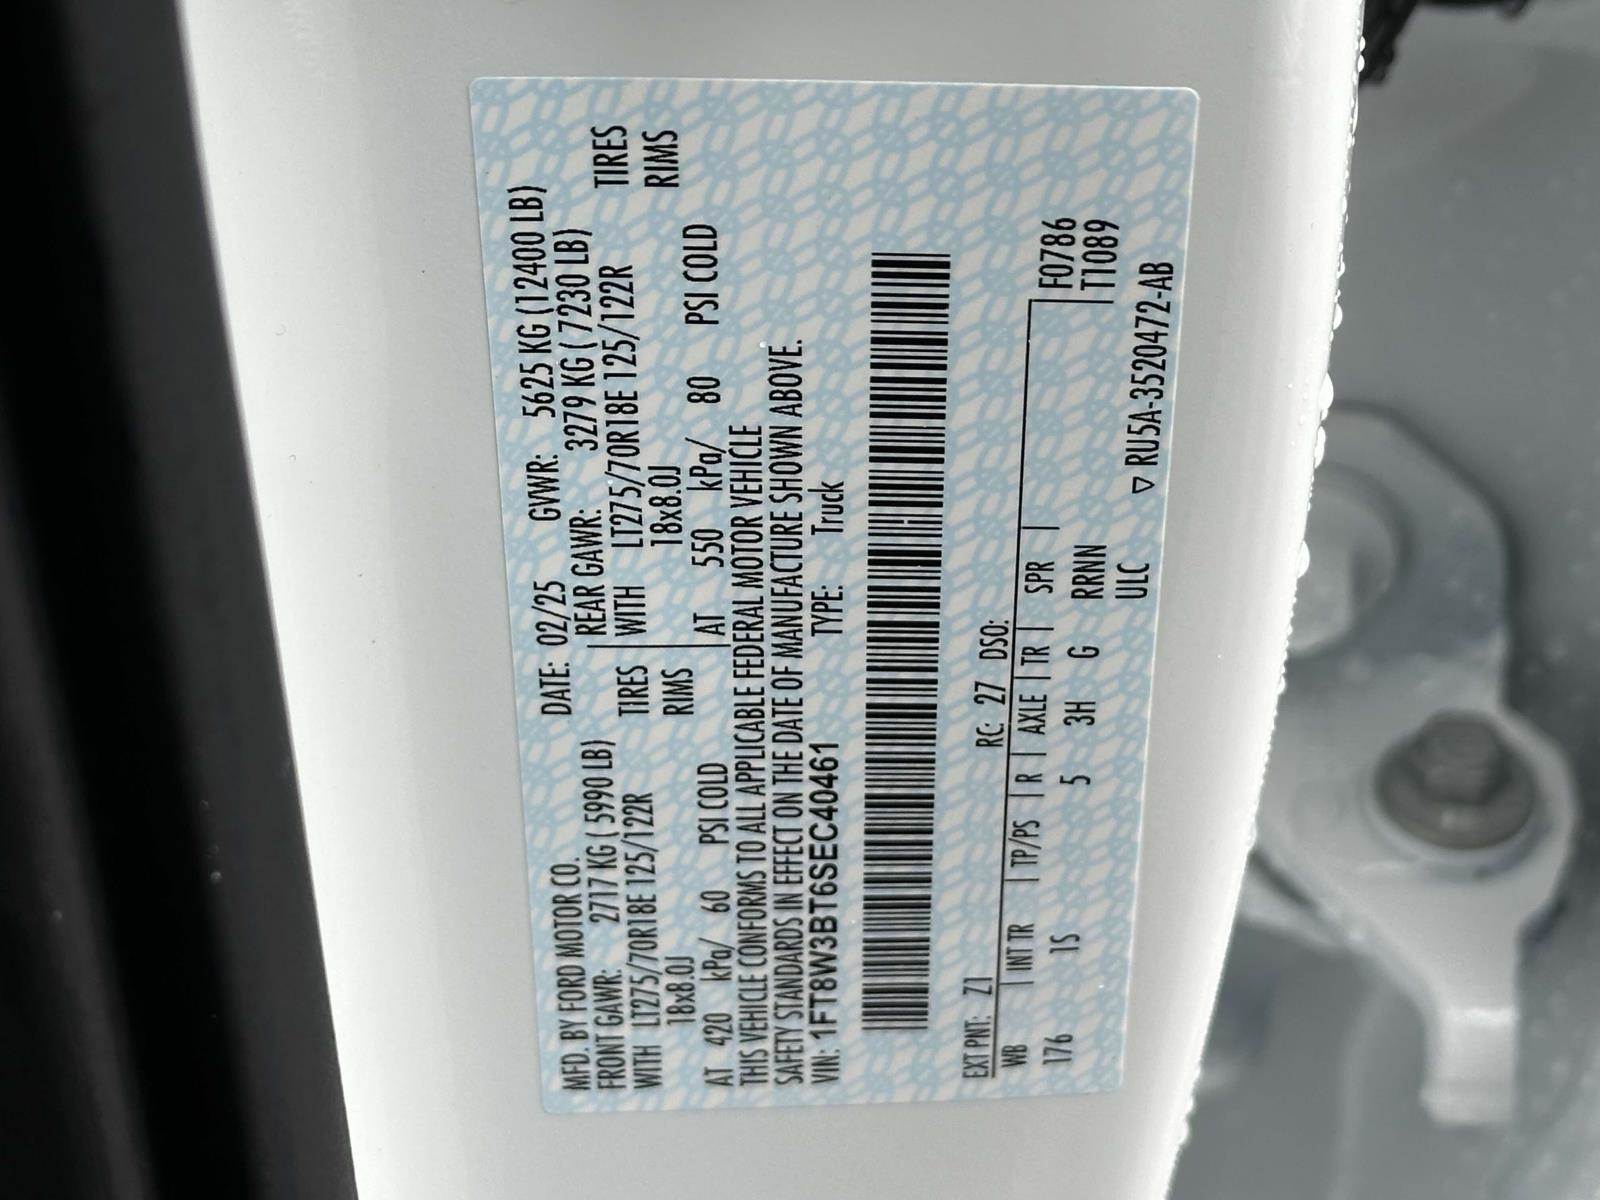 MFD. BY FORD MOTOR CO. DATE: 02/25 GVWR: 5625 KG (12400 LB)
FRONT GAWR: 2717 KG ( 5990 LB) REAR GAWR: 3279 KG ( 7230 LB)
WITH LT275/70R18E 125/122R TIRES WITH LT275/70R18E 125/122R TIRES
18x8.0J RIMS 18x8.0J RIMS
AT 420 kPa/ 60 PSI COLD AT 550 kPa/ 80 PSI COLD
THIS VEHICLE CONFORMS TO ALL APPLICABLE FEDERAL MOTOR VEHICLE
SAFETY STANDARDS IN EFFECT ON THE DATE OF MANUFACTURE SHOWN ABOVE.
VIN: 1FT8W3BT6SEC40461 TYPE: Truck
EXT PNT: Z1 RC: 27 DSO:
WB | INT TR | TP/PS | R | AXLE | TR | SPR | F0786
176 1S 5 3H G RRNN T1089
ULC ▽ RU5A-3520472-AB